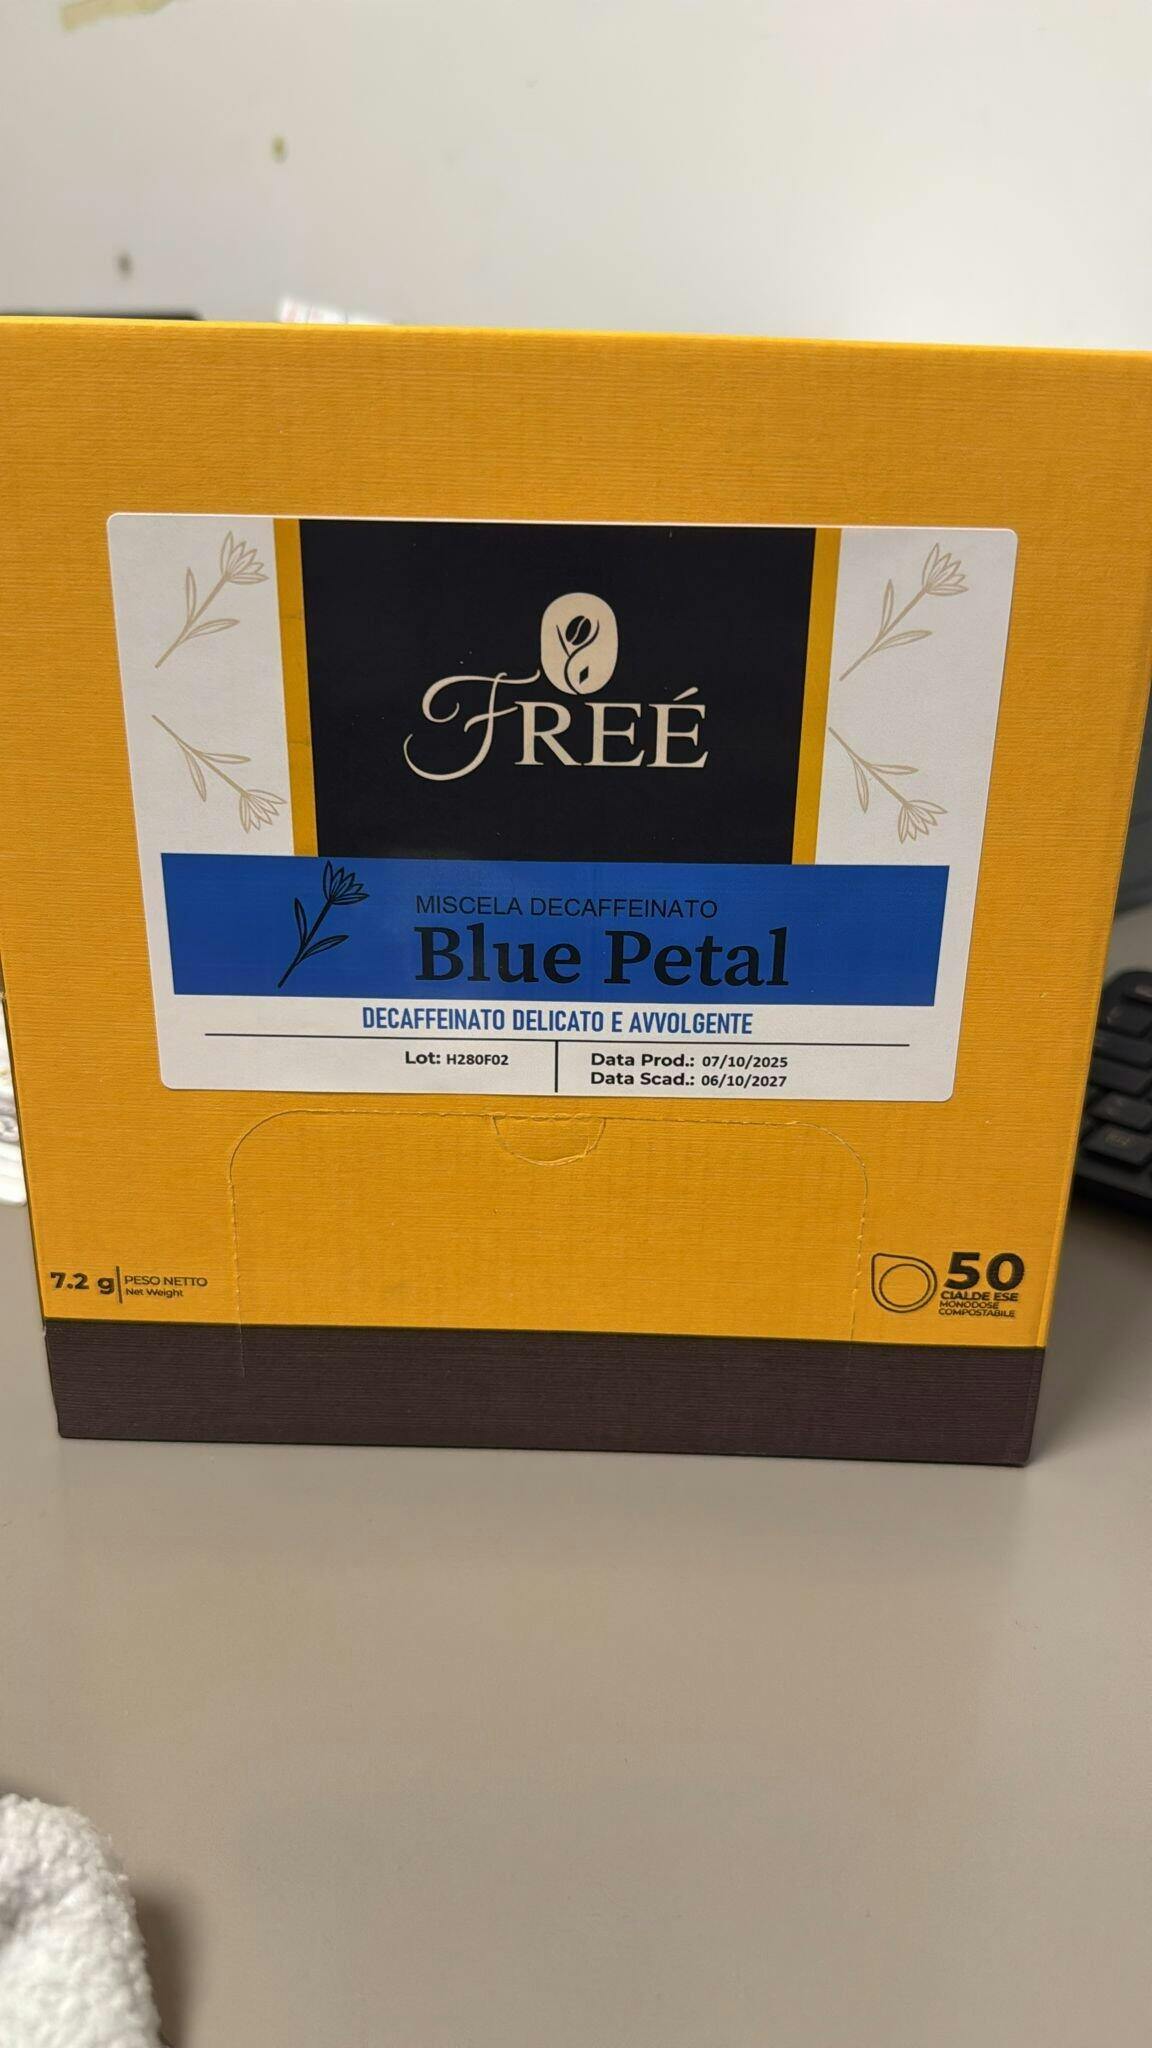 FREÉ
MISCELA DECAFFEINATO
Blue Petal
DECAFFEINATO DELICATO E AVVOLGENTE
Lot: H280F02
Data Prod.: 07/10/2025
Data Scad.: 06/10/2027
7.2 g
PESO NETTO
Net Weight
50
CIALDE ESE
MONODOSE
COMPOSTABILE